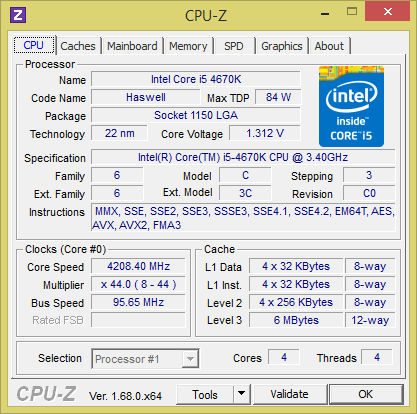 Z CPU-Z
CPU Caches Mainboard Memory SPD Graphics About
Processor
Name Intel Core i5 4670K
Code Name Haswell Max TDP 84 W
Package Socket 1150 LGA
Technology 22 nm Core Voltage 1.312 V
intel inside™ CORE™ i5
Specification Intel(R) Core(TM) i5-4670K CPU @ 3.40GHz
Family 6 Model C Stepping 3
Ext. Family 6 Ext. Model 3C Revision C0
Instructions MMX, SSE, SSE2, SSE3, SSSE3, SSE4.1, SSE4.2, EM64T, AES,
AVX, AVX2, FMA3
Clocks (Core #0)
Core Speed 4208.40 MHz
Multiplier x 44.0 ( 8 - 44 )
Bus Speed 95.65 MHz
Rated FSB
Cache
L1 Data 4 x 32 KBytes 8-way
L1 Inst. 4 x 32 KBytes 8-way
Level 2 4 x 256 KBytes 8-way
Level 3 6 MBytes 12-way
Selection Processor #1 Cores 4 Threads 4
CPU-Z Ver. 1.68.0.x64 Tools Validate OK